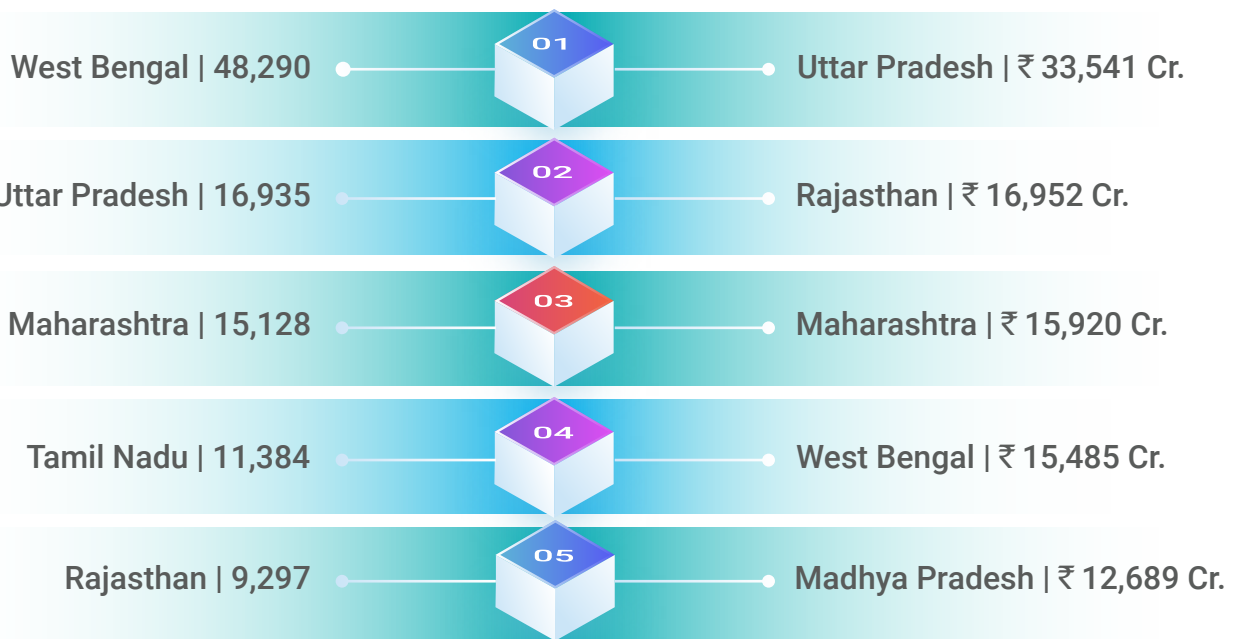 West Bengal | 48,290 01 Uttar Pradesh | ₹ 33,541 Cr.
Uttar Pradesh | 16,935 02 Rajasthan | ₹ 16,952 Cr.
Maharashtra | 15,128 03 Maharashtra | ₹ 15,920 Cr.
Tamil Nadu | 11,384 04 West Bengal | ₹ 15,485 Cr.
Rajasthan | 9,297 05 Madhya Pradesh | ₹ 12,689 Cr.